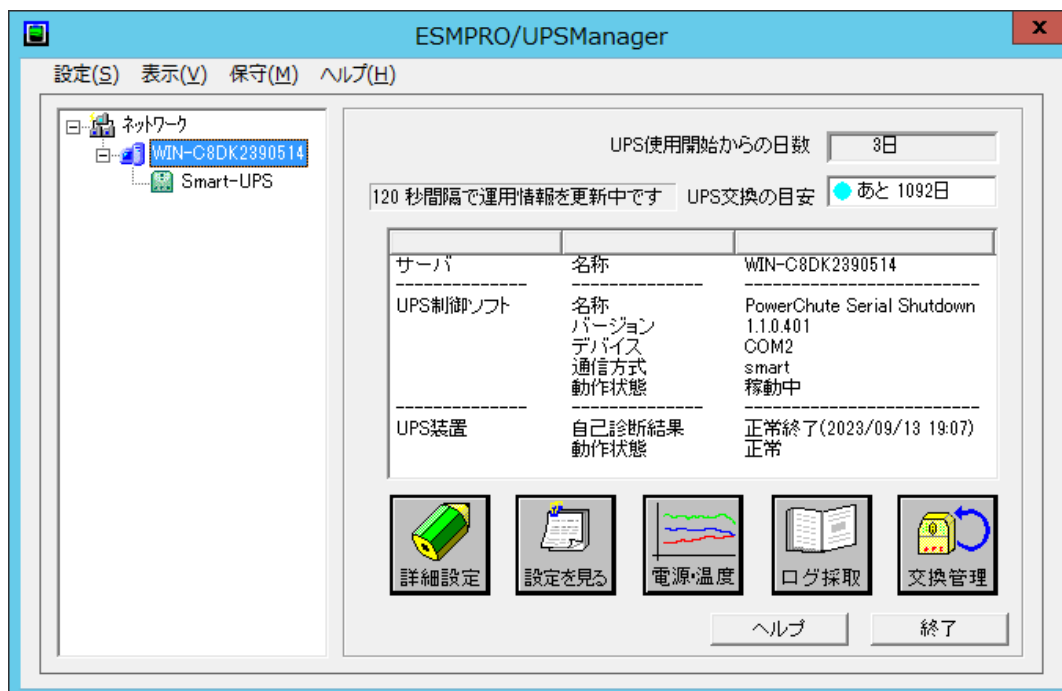 ESMPRO/UPSManager
x
設定(S) 表示(V) 保守(M) ヘルプ(H)
ネットワーク
WIN-C8DK2390514
Smart-UPS
UPS使用開始からの日数 3日
120 秒間隔で運用情報を更新中です UPS交換の目安 あと 1092日
サーバ 名称 WIN-C8DK2390514
-------------- -------------- -------------------------
UPS制御ソフト 名称 PowerChute Serial Shutdown
バージョン 1.1.0.401
デバイス COM2
通信方式 smart
動作状態 稼動中
-------------- -------------- -------------------------
UPS装置 自己診断結果 正常終了(2023/09/13 19:07)
動作状態 正常
詳細設定 設定を見る 電源・温度 ログ採取 交換管理
ヘルプ 終了